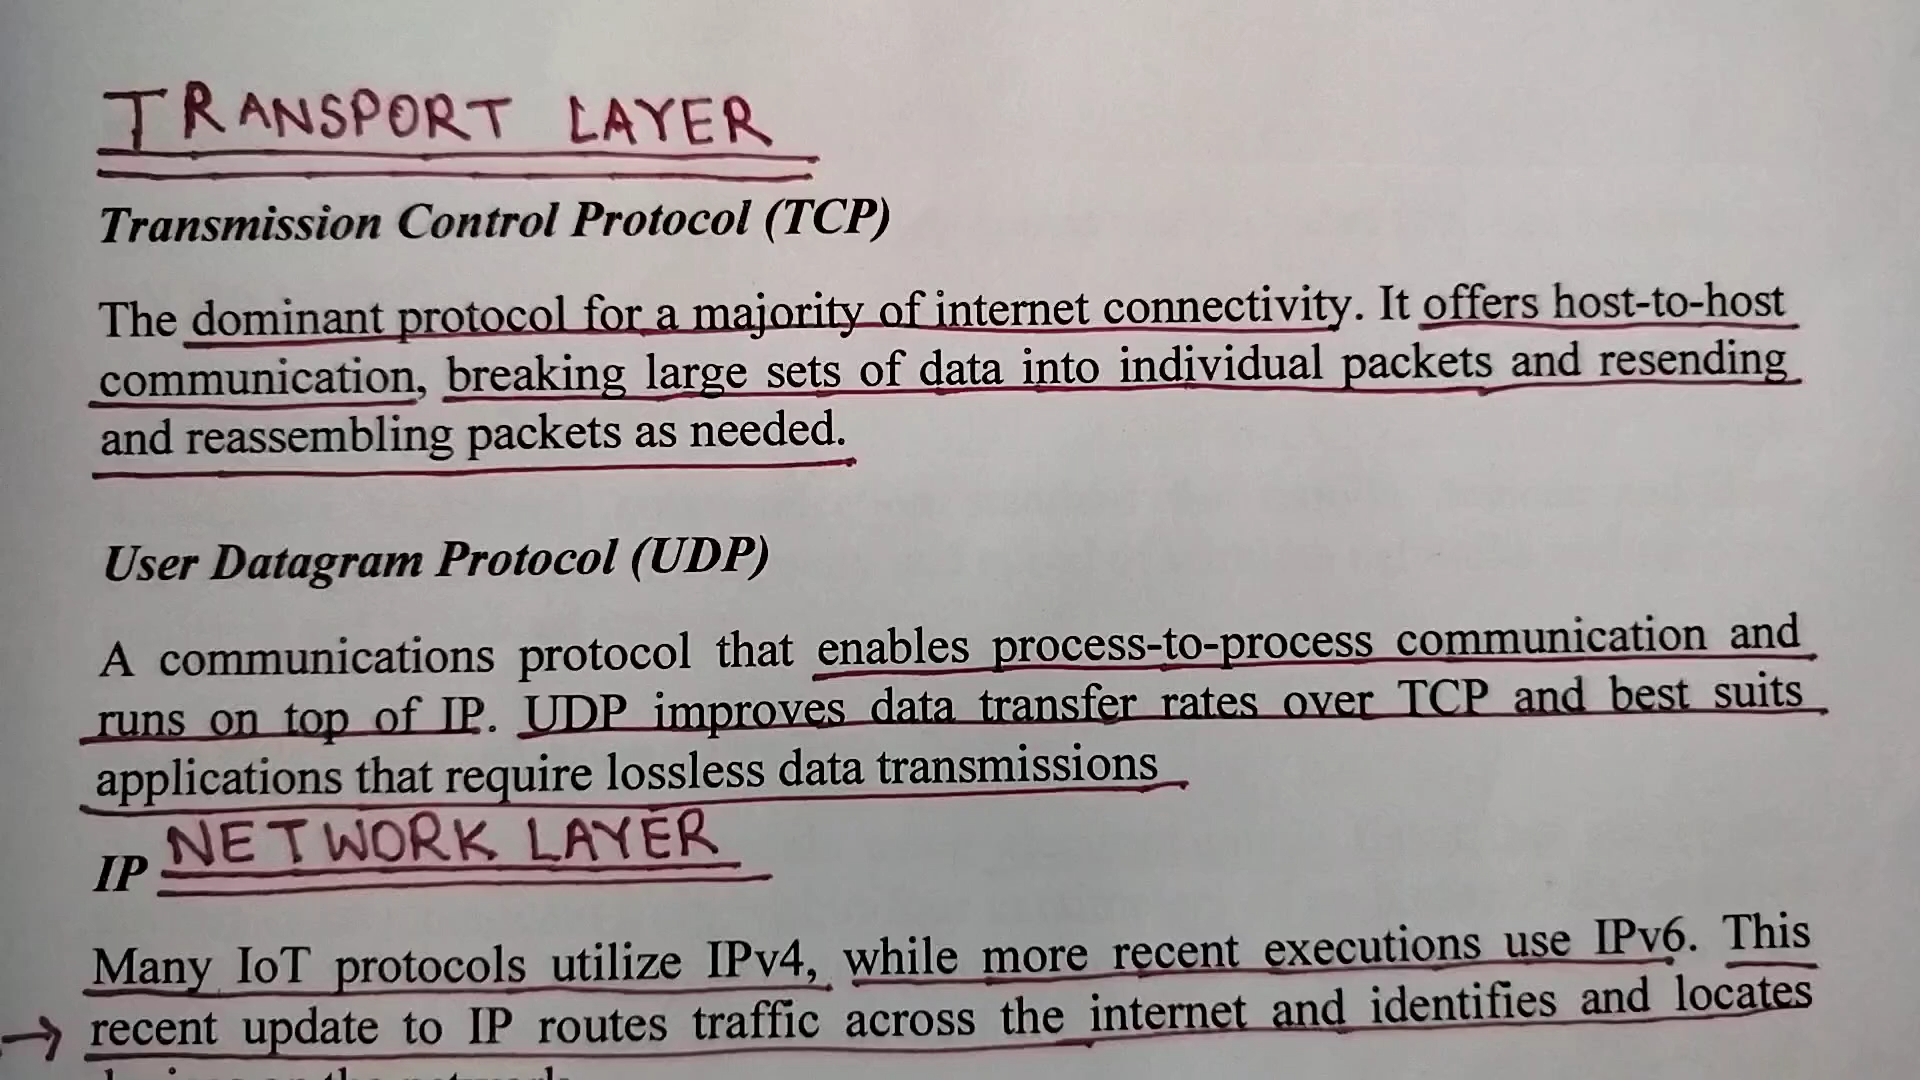 TRANSPORT LAYER
Transmission Control Protocol (TCP)
The dominant protocol for a majority of internet connectivity. It offers host-to-host
communication, breaking large sets of data into individual packets and resending
and reassembling packets as needed.
User Datagram Protocol (UDP)
A communications protocol that enables process-to-process communication and
runs on top of IP. UDP improves data transfer rates over TCP and best suits
applications that require lossless data transmissions
NETWORK LAYER
IP
Many IoT protocols utilize IPv4, while more recent executions use IPv6. This
recent update to IP routes traffic across the internet and identifies and locates